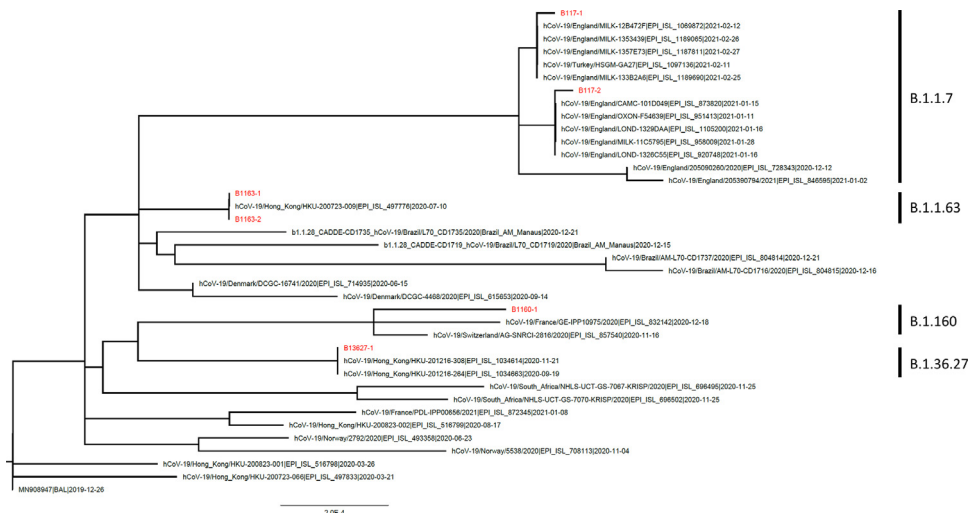 B117-1
hCoV-19/England/MILK-12B472F|EPI_ISL_1069872|2021-02-12
hCoV-19/England/MILK-1353439|EPI_ISL_1189065|2021-02-26
hCoV-19/England/MILK-1357E73|EPI_ISL_1187811|2021-02-27
hCoV-19/Turkey/HSGM-GA27|EPI_ISL_1097136|2021-02-11
hCoV-19/England/MILK-133B2A6|EPI_ISL_1189690|2021-02-25
B117-2
hCoV-19/England/CAMC-101D049|EPI_ISL_873820|2021-01-15
hCoV-19/England/OXON-F54639|EPI_ISL_951413|2021-01-11
hCoV-19/England/LOND-1329DAA|EPI_ISL_1105200|2021-01-16
hCoV-19/England/MILK-11C5795|EPI_ISL_958009|2021-01-28
hCoV-19/England/LOND-1326C55|EPI_ISL_920748|2021-01-16
hCoV-19/England/205090260/2020|EPI_ISL_728343|2020-12-12
hCoV-19/England/205390794/2021|EPI_ISL_846595|2021-01-02
B.1.1.7
B1163-1
hCoV-19/Hong_Kong/HKU-200723-009|EPI_ISL_497776|2020-07-10
B1163-2
B.1.1.63
b1.1.28_CADDE-CD1735_hCoV-19/Brazil/L70_CD1735/2020|Brazil_AM_Manaus|2020-12-21
b1.1.28_CADDE-CD1719_hCoV-19/Brazil/L70_CD1719/2020|Brazil_AM_Manaus|2020-12-15
hCoV-19/Brazil/AM-L70-CD1737/2020|EPI_ISL_804814|2020-12-21
hCoV-19/Brazil/AM-L70-CD1716/2020|EPI_ISL_804815|2020-12-16
hCoV-19/Denmark/DCGC-16741/2020|EPI_ISL_714935|2020-06-15
hCoV-19/Denmark/DCGC-4468/2020|EPI_ISL_615653|2020-09-14
B1160-1
hCoV-19/France/GE-IPP10975/2020|EPI_ISL_832142|2020-12-18
hCoV-19/Switzerland/AG-SNRCI-2816/2020|EPI_ISL_857540|2020-11-16
B.1.160
B13627-1
hCoV-19/Hong_Kong/HKU-201216-308|EPI_ISL_1034614|2020-11-21
hCoV-19/Hong_Kong/HKU-201216-264|EPI_ISL_1034663|2020-09-19
B.1.36.27
hCoV-19/South_Africa/NHLS-UCT-GS-7067-KRISP/2020|EPI_ISL_696495|2020-11-25
hCoV-19/South_Africa/NHLS-UCT-GS-7070-KRISP/2020|EPI_ISL_696502|2020-11-25
hCoV-19/France/PDL-IPP00656/2021|EPI_ISL_872345|2021-01-08
hCoV-19/Hong_Kong/HKU-200823-002|EPI_ISL_516799|2020-08-17
hCoV-19/Norway/2792/2020|EPI_ISL_493358|2020-06-23
hCoV-19/Norway/5538/2020|EPI_ISL_708113|2020-11-04
hCoV-19/Hong_Kong/HKU-200823-001|EPI_ISL_516798|2020-03-26
hCoV-19/Hong_Kong/HKU-200723-066|EPI_ISL_497833|2020-03-21
MN908947|BAL|2019-12-26